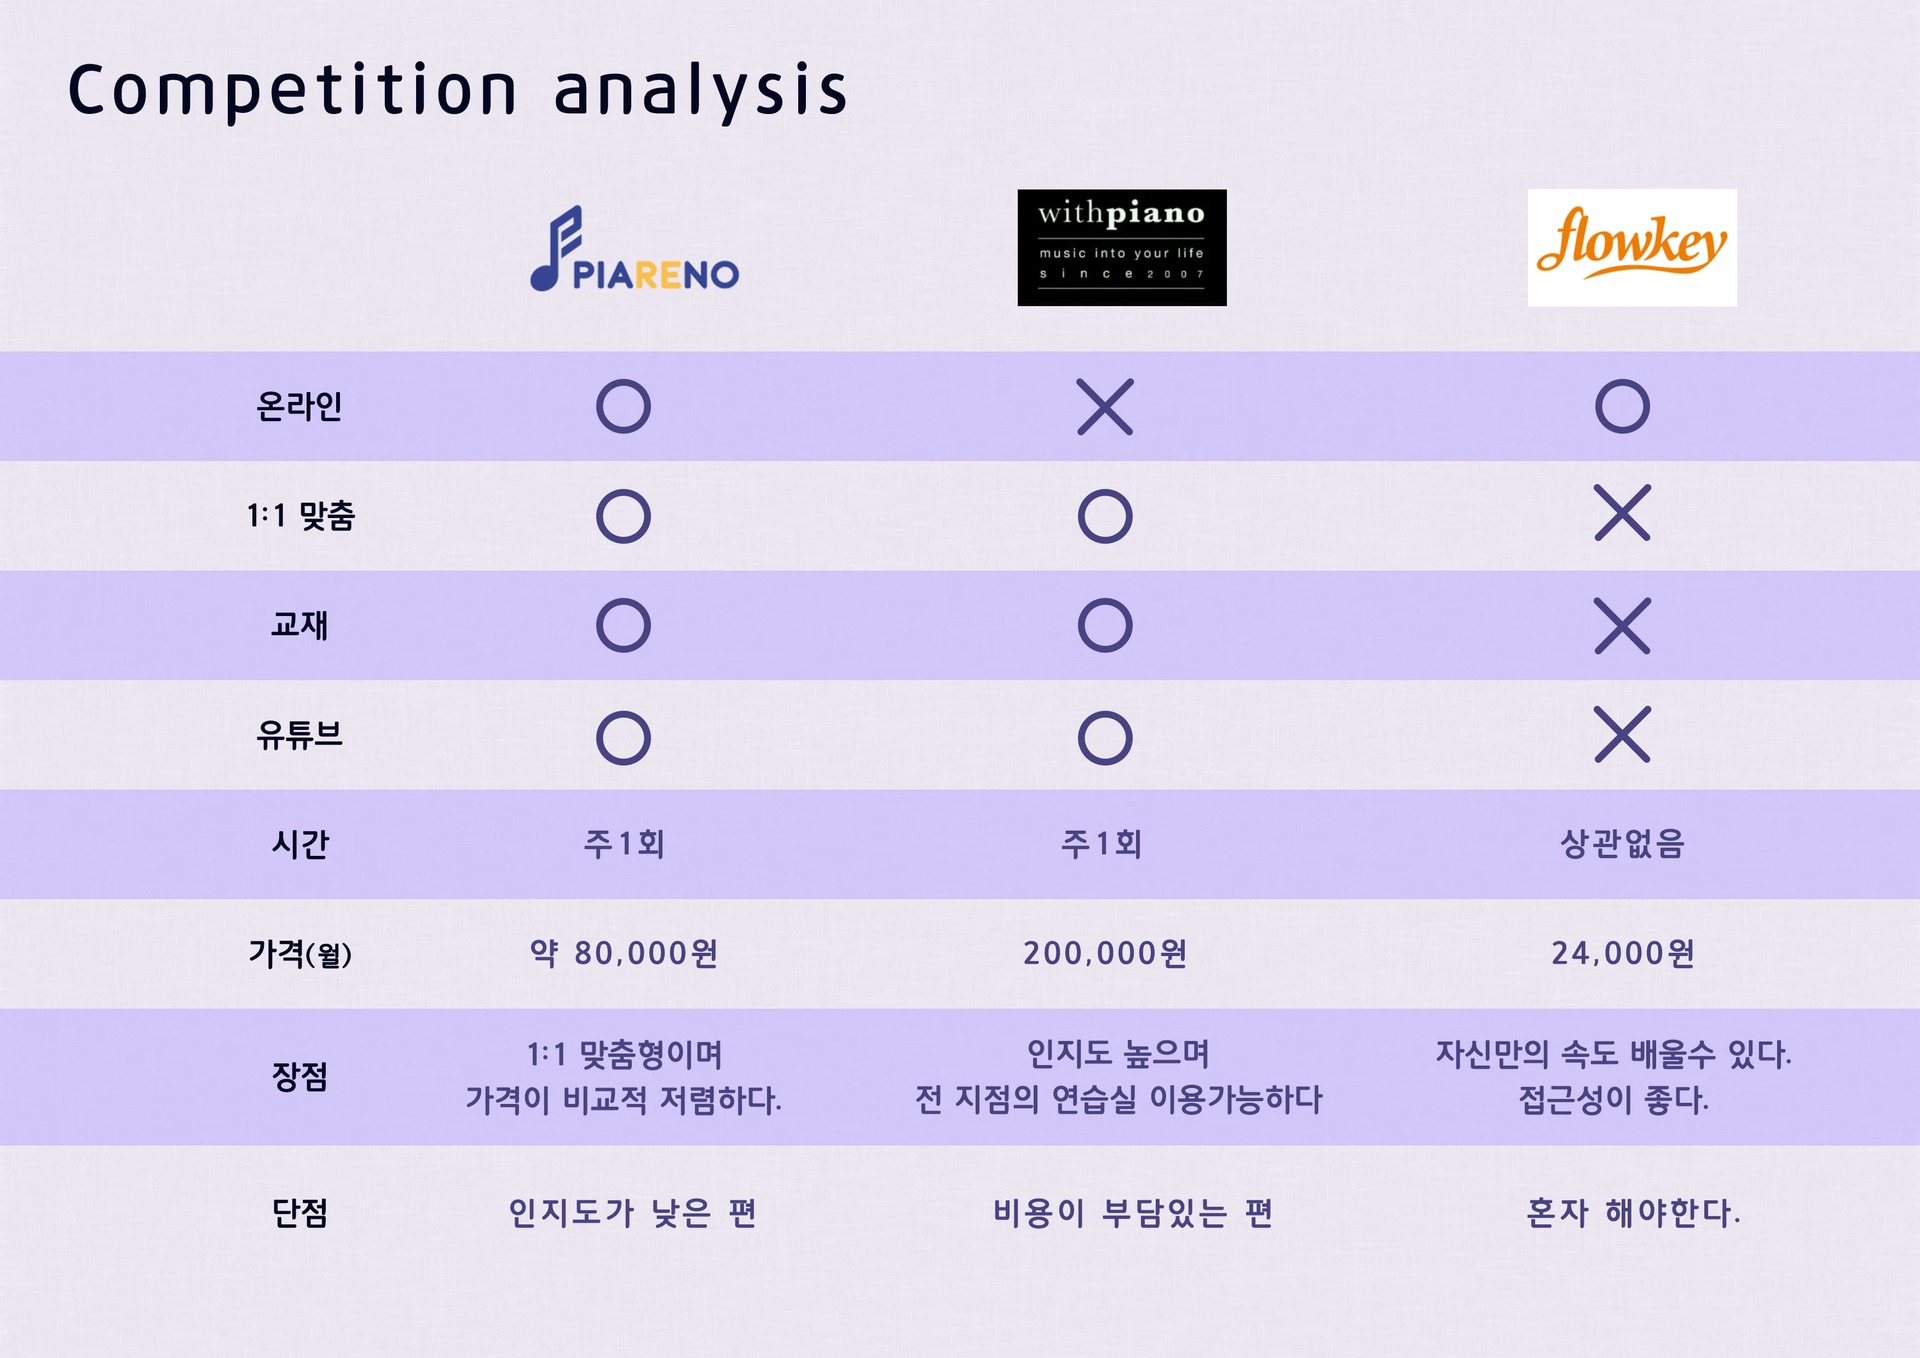 Competition analysis
PIARENO
withpiano
music into your life
since 2007
flowkey
온라인 O X O
1:1 맞춤 O O X
교재 O O X
유튜브 O O X
시간 주1회 주1회 상관없음
가격(월) 약 80,000원 200,000원 24,000원
장점
1:1 맞춤형이며
가격이 비교적 저렴하다.
인지도 높으며
전 지점의 연습실 이용가능하다
자신만의 속도 배울수 있다.
접근성이 좋다.
단점 인지도가 낮은 편 비용이 부담있는 편 혼자 해야한다.